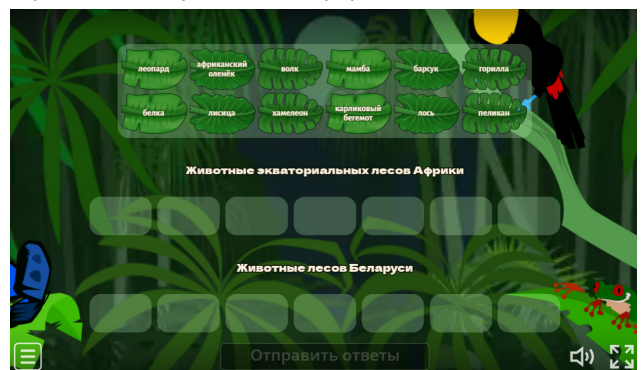 леопард
африканский
оленёк
волк
мамба
барсук
горилла
белка
лисица
хамелеон
карликовый
бегемот
лось
пеликан
Животные экваториальных лесов Африки
Животные лесов Беларуси
Отправить ответы